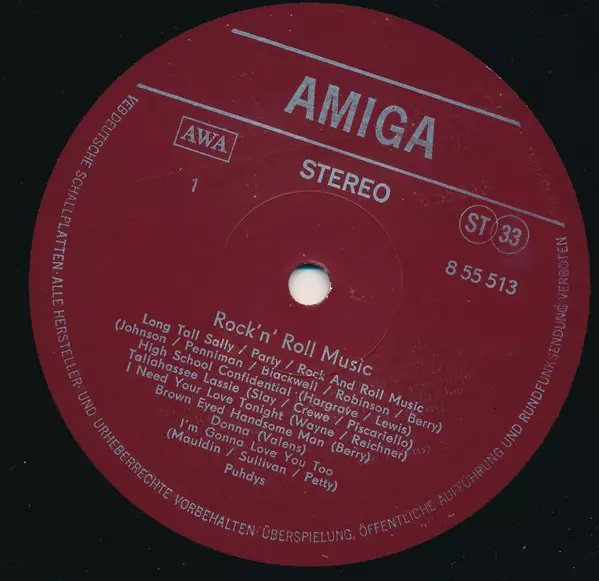 AMIGA
AWA
STEREO
1
ST 33
8 55 513
Rock'n' Roll Music
Long Tall Sally / Party / Rock And Roll Music
(Johnson / Penniman / Blackwell / Robinson / Berry)
High School Confidential (Hargrave / Lewis)
Tallahassee Lassie (Slay / Crewe / Piscariello)
I Need Your Love Tonight (Wayne / Reichner)
Brown Eyed Handsome Man (Berry)
Donna (Valens)
I'm Gonna Love You Too
(Mauldin / Sullivan / Petty)
Puhdys
VEB DEUTSCHE SCHALLPLATTEN·ALLE HERSTELLER- UND URHEBERRECHTE VORBEHALTEN·ÜBERSPIELUNG, ÖFFENTLICHE AUFFÜHRUNG UND RUNDFUNKSENDUNG VERBOTEN